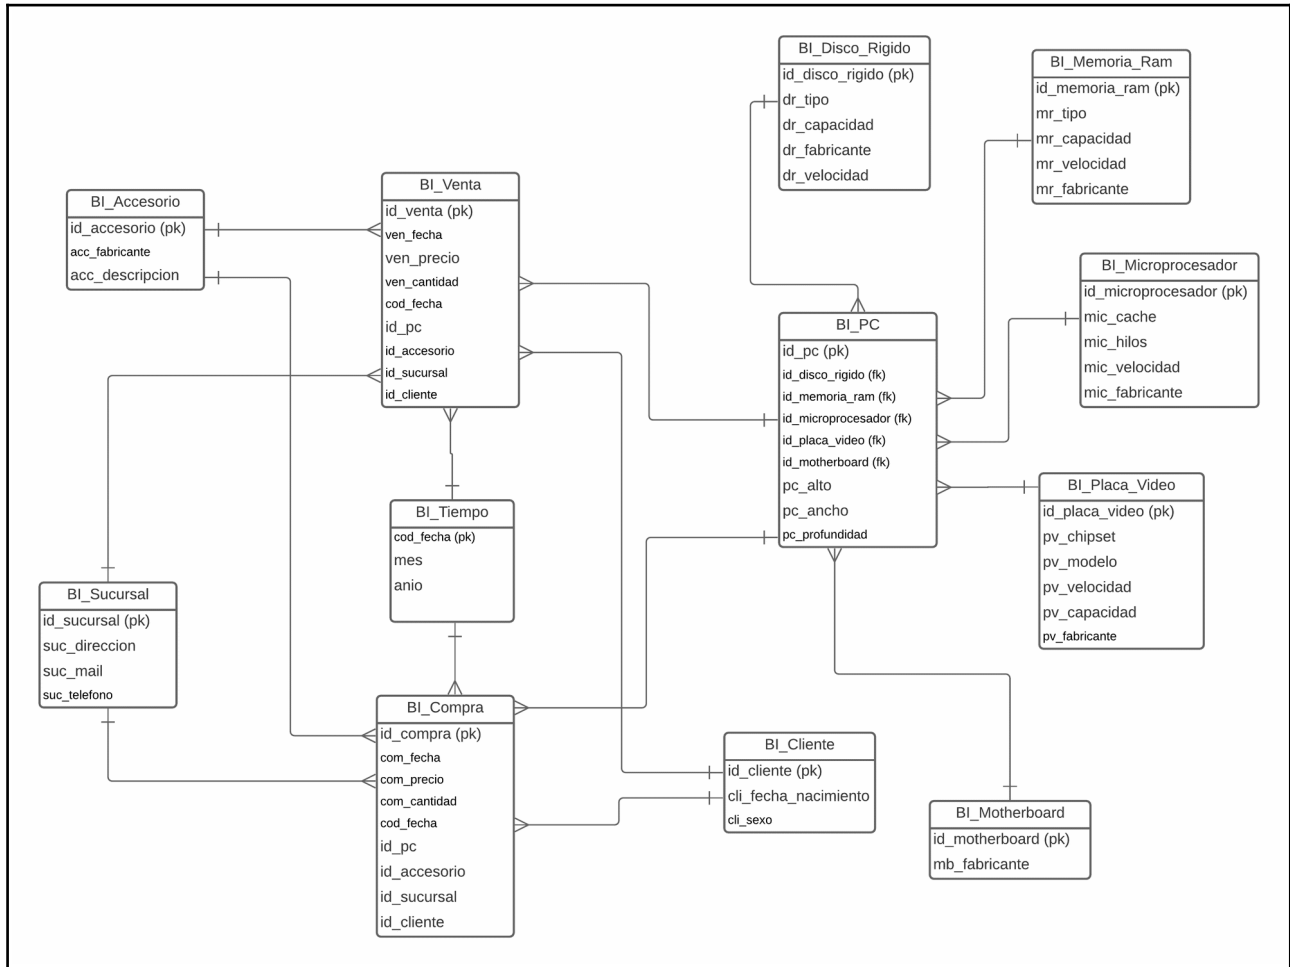 BI_Disco_Rigido
id_disco_rigido (pk)
dr_tipo
dr_capacidad
dr_fabricante
dr_velocidad
BI_Memoria_Ram
id_memoria_ram (pk)
mr_tipo
mr_capacidad
mr_velocidad
mr_fabricante
BI_Venta
id_venta (pk)
ven_fecha
ven_precio
ven_cantidad
cod_fecha
id_pc
id_accesorio
id_sucursal
id_cliente
BI_Accesorio
id_accesorio (pk)
acc_fabricante
acc_descripcion
BI_Microprocesador
id_microprocesador (pk)
mic_cache
mic_hilos
mic_velocidad
mic_fabricante
BI_PC
id_pc (pk)
id_disco_rigido (fk)
id_memoria_ram (fk)
id_microprocesador (fk)
id_placa_video (fk)
id_motherboard (fk)
pc_alto
pc_ancho
pc_profundidad
BI_Placa_Video
id_placa_video (pk)
pv_chipset
pv_modelo
pv_velocidad
pv_capacidad
pv_fabricante
BI_Tiempo
cod_fecha (pk)
mes
anio
BI_Sucursal
id_sucursal (pk)
suc_direccion
suc_mail
suc_telefono
BI_Compra
id_compra (pk)
com_fecha
com_precio
com_cantidad
cod_fecha
id_pc
id_accesorio
id_sucursal
id_cliente
BI_Cliente
id_cliente (pk)
cli_fecha_nacimiento
cli_sexo
BI_Motherboard
id_motherboard (pk)
mb_fabricante